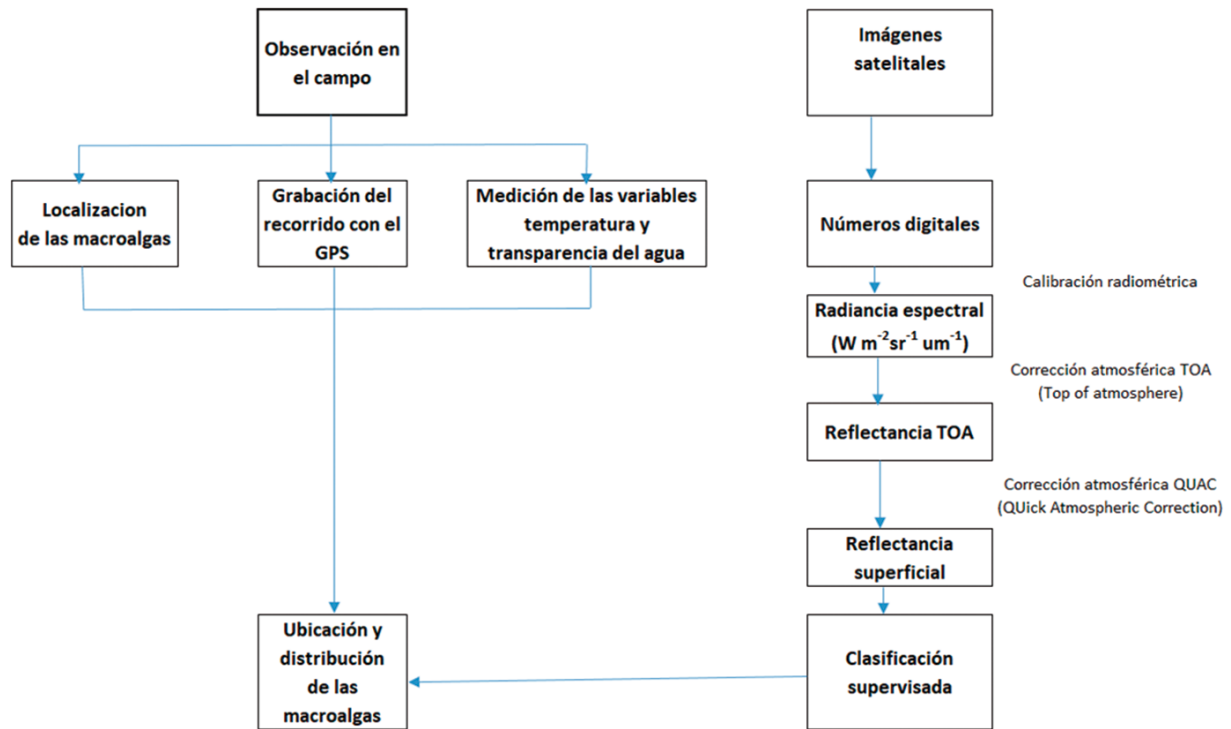 Observación en
el campo
Imágenes
satelitales
Localizacion
de las macroalgas
Grabación del
recorrido con el
GPS
Medición de las variables
temperatura y
transparencia del agua
Números digitales
Calibración radiométrica
Radiancia espectral
(W m⁻²sr⁻¹ um⁻¹)
Corrección atmosférica TOA
(Top of atmosphere)
Reflectancia TOA
Corrección atmosférica QUAC
(QUick Atmospheric Correction)
Reflectancia
superficial
Ubicación y
distribución
de las
macroalgas
Clasificación
supervisada